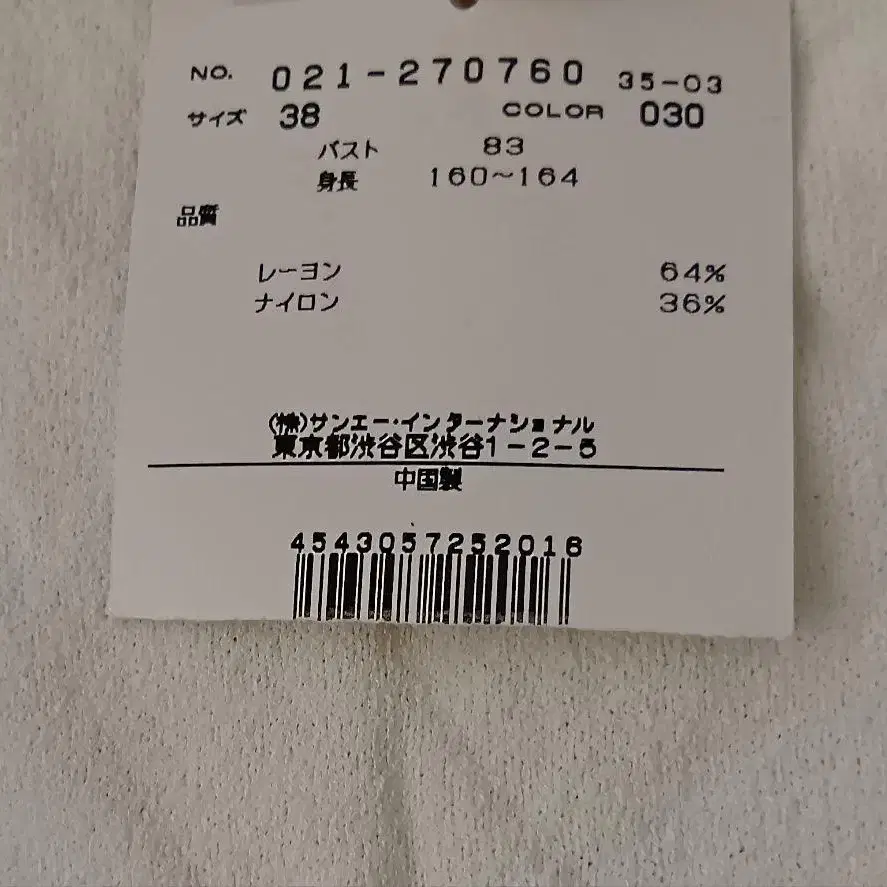 NO. 021-270760 35-03
サイズ 38 COLOR 030
バスト 83
身長 160~164
品質
レーヨン 64%
ナイロン 36%
(株)サンエー・インターナショナル
東京都渋谷区渋谷1-2-5
中国製
4543057252016